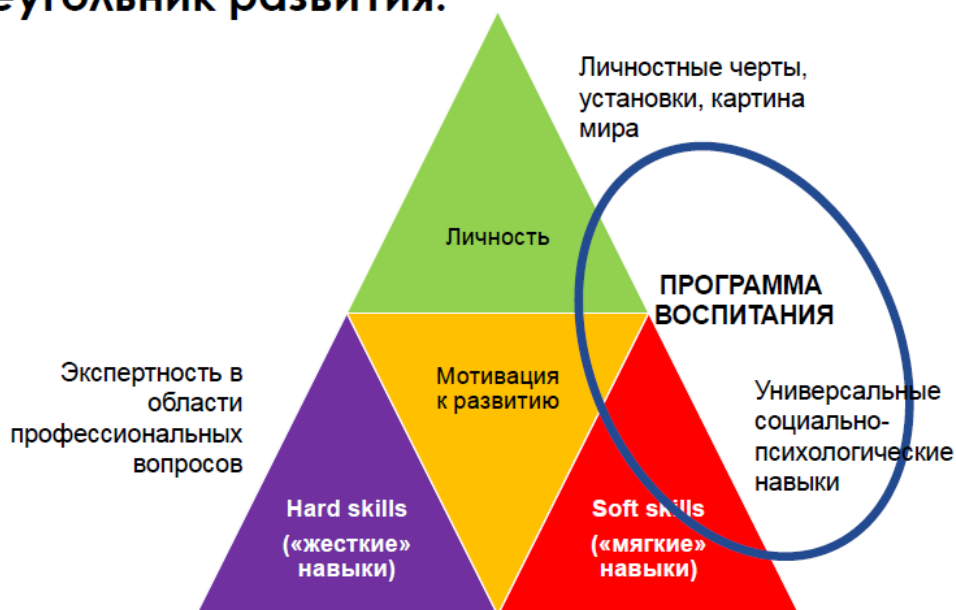 еугольник развития.
Личностные черты,
установки, картина
мира
Личность
ПРОГРАММА
ВОСПИТАНИЯ
Экспертность в
области
профессиональных
вопросов
Мотивация
к развитию
Универсальные
социально-
психологические
навыки
Hard skills
(«жесткие»
навыки)
Soft skills
(«мягкие»
навыки)